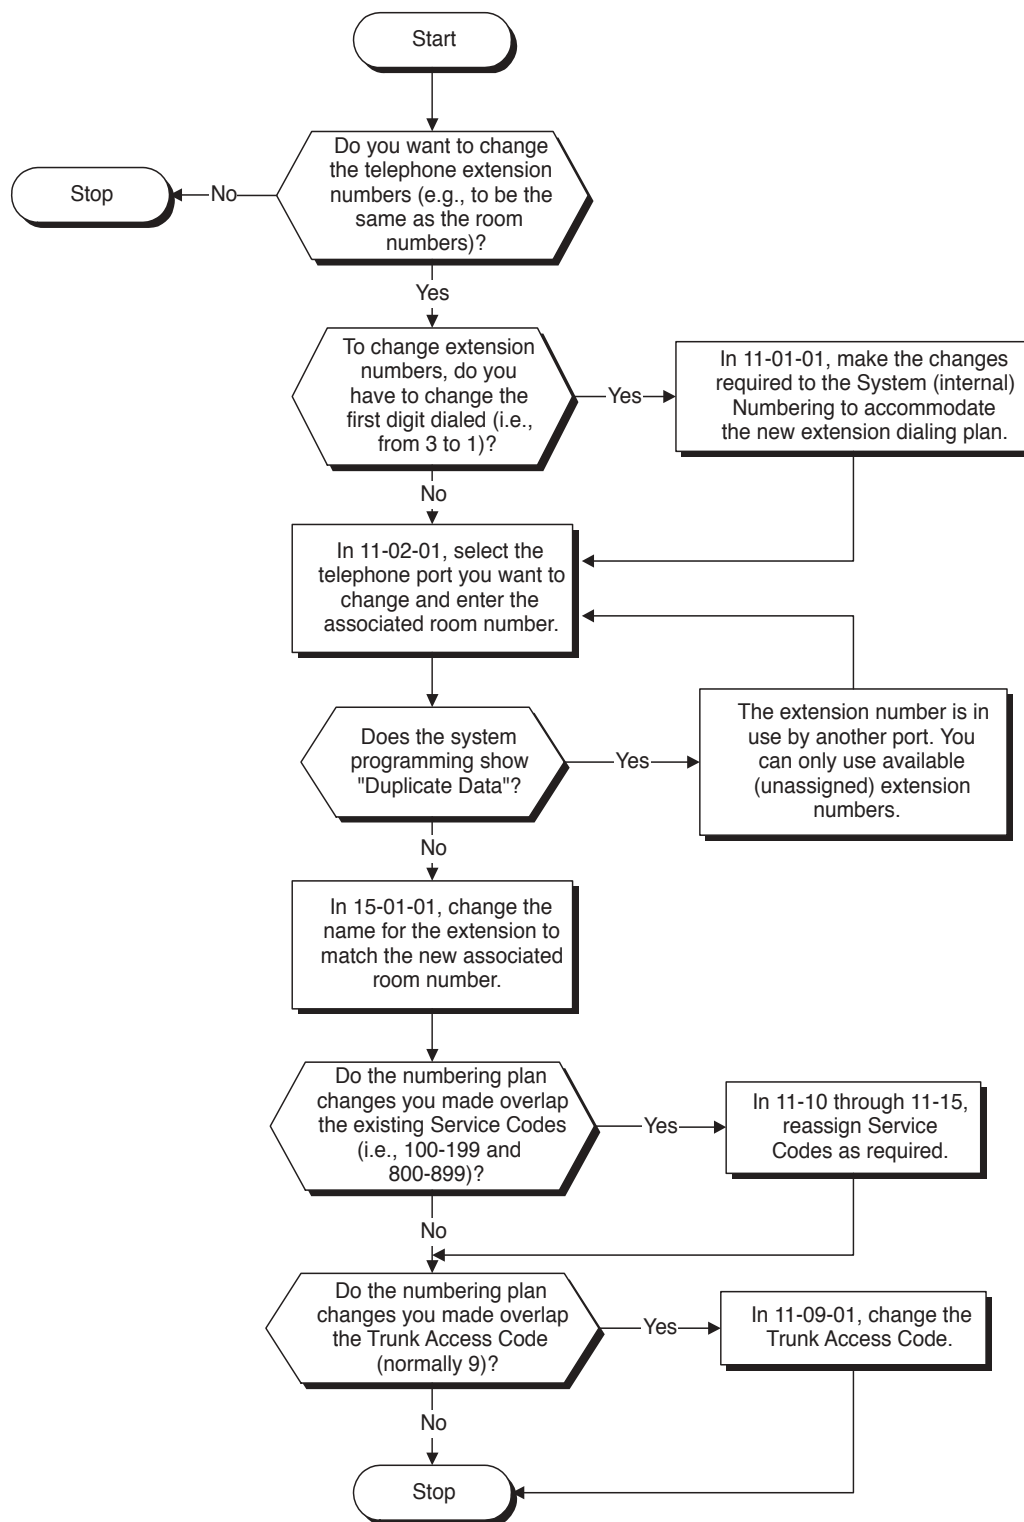 Start
Do you want to change
the telephone extension
numbers (e.g., to be the
same as the room
numbers)?
No
Stop
Yes
To change extension
numbers, do you
have to change the
first digit dialed (i.e.,
from 3 to 1)?
Yes
In 11-01-01, make the changes
required to the System (internal)
Numbering to accommodate
the new extension dialing plan.
No
In 11-02-01, select the
telephone port you want to
change and enter the
associated room number.
Does the system
programming show
"Duplicate Data"?
Yes
The extension number is in
use by another port. You
can only use available
(unassigned) extension
numbers.
No
In 15-01-01, change the
name for the extension to
match the new associated
room number.
Do the numbering plan
changes you made overlap
the existing Service Codes
(i.e., 100-199 and
800-899)?
Yes
In 11-10 through 11-15,
reassign Service
Codes as required.
No
Do the numbering plan
changes you made overlap
the Trunk Access Code
(normally 9)?
Yes
In 11-09-01, change the
Trunk Access Code.
No
Stop